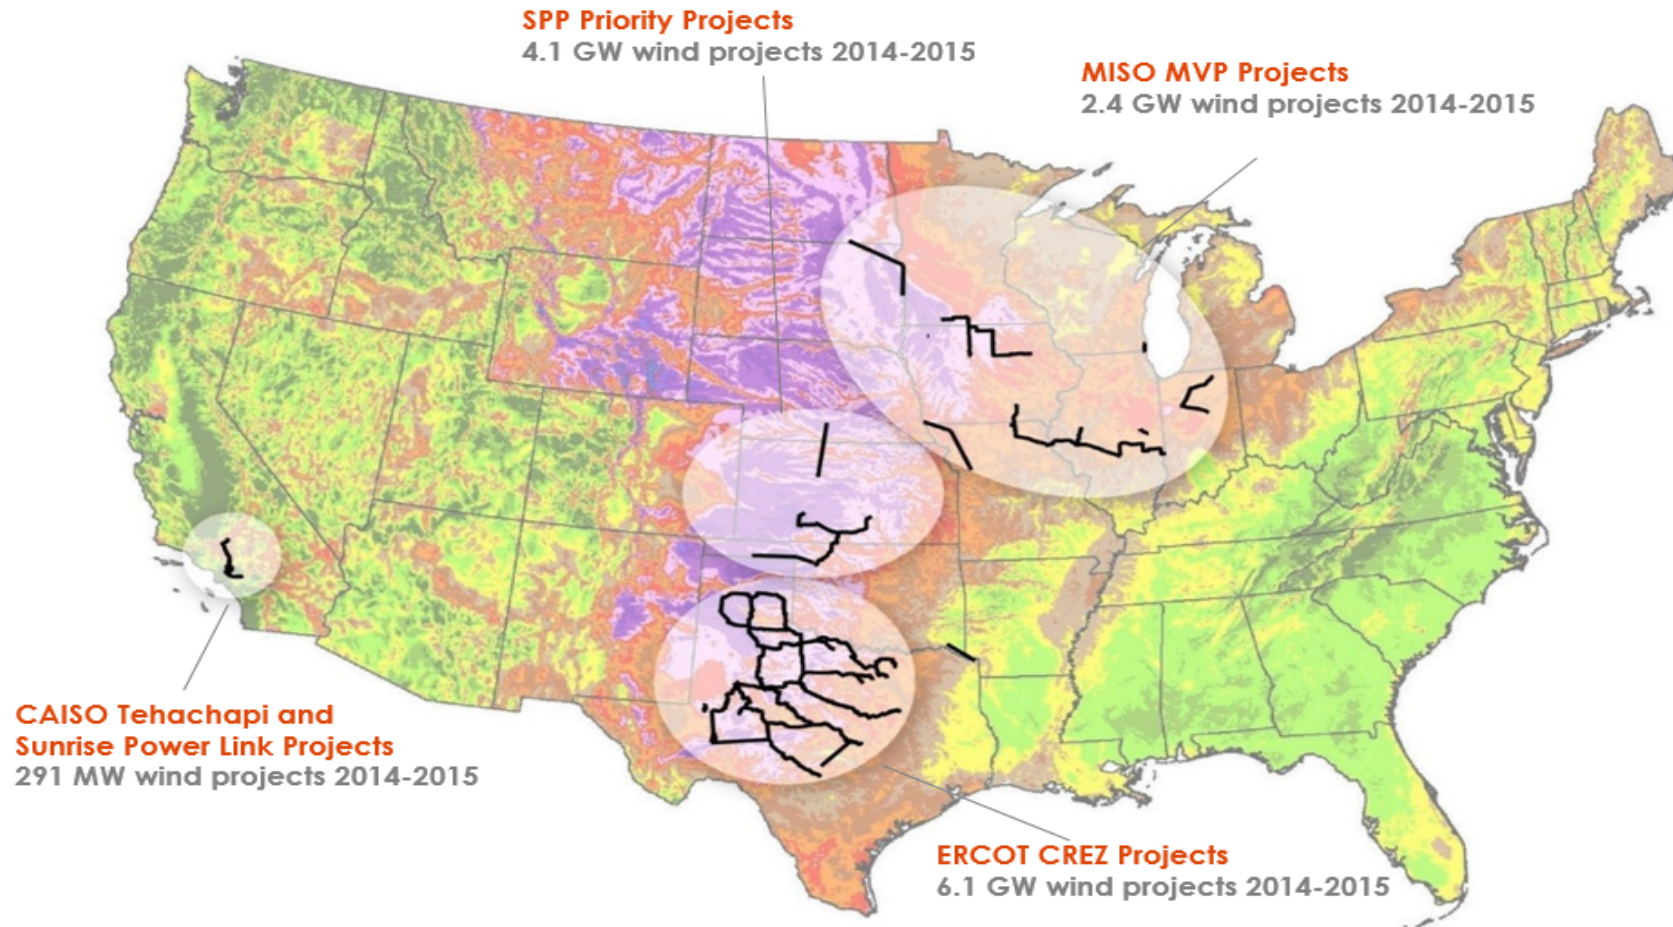 SPP Priority Projects
4.1 GW wind projects 2014-2015
MISO MVP Projects
2.4 GW wind projects 2014-2015
CAISO Tehachapi and
Sunrise Power Link Projects
291 MW wind projects 2014-2015
ERCOT CREZ Projects
6.1 GW wind projects 2014-2015